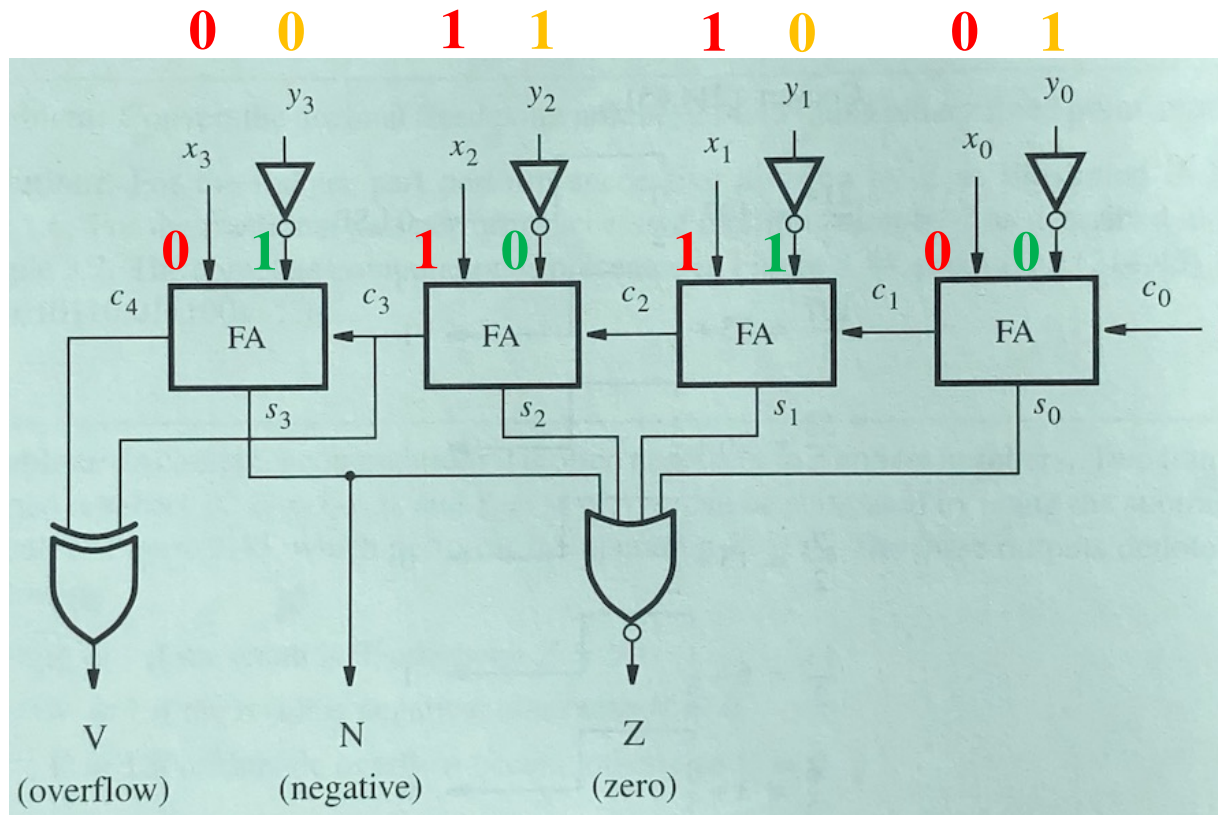 0 0 1 1 1 0 0 1
y3 y2 y1 y0
x3 x2 x1 x0
0 1 1 0 1 1 0 0
c4 c3 c2 c1 c0
FA FA FA FA
s3 s2 s1 s0
V N Z
(overflow) (negative) (zero)